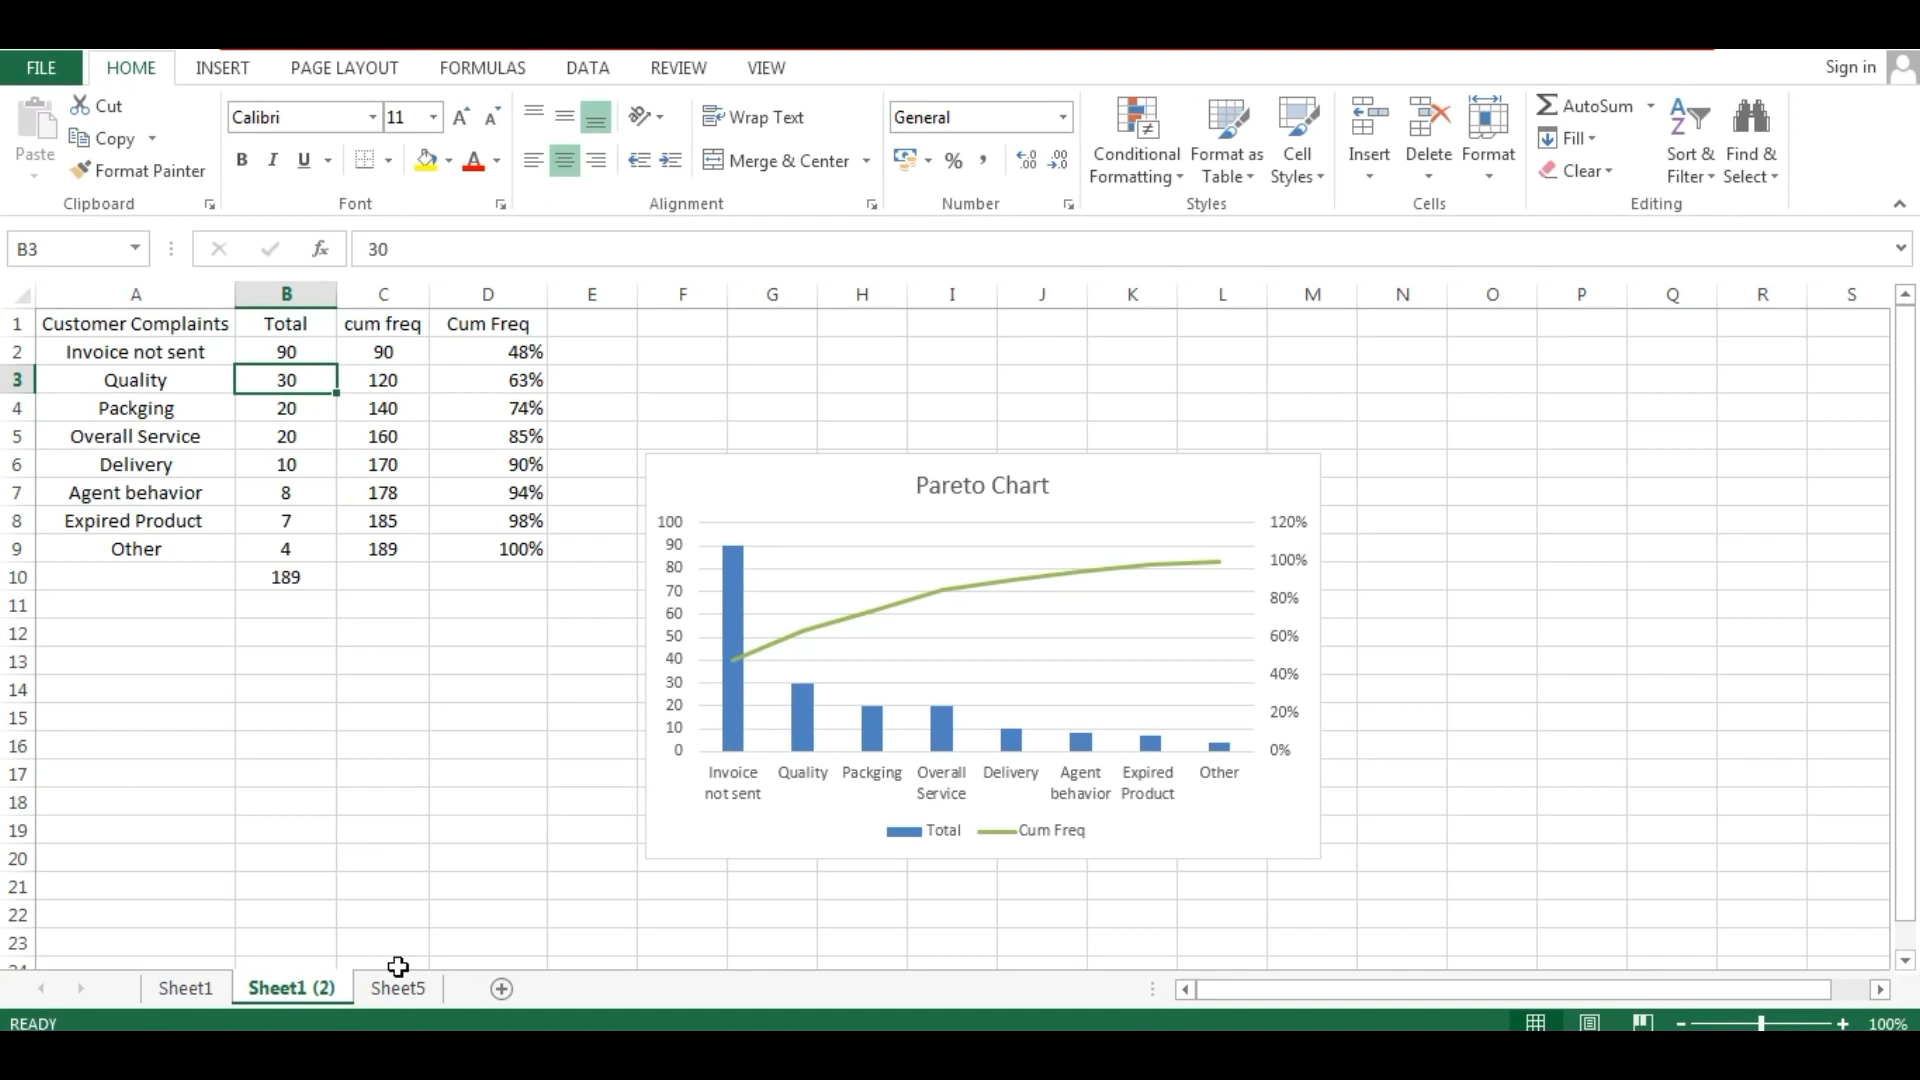 FILE HOME INSERT PAGE LAYOUT FORMULAS DATA REVIEW VIEW Sign in
Paste
Cut
Copy
Format Painter
Clipboard
Calibri 11 A A
B I U A
Font
Wrap Text
Merge & Center
Alignment
General
% , .00 .00
Number
Conditional Formatting
Format as Table
Cell Styles
Styles
Insert Delete Format
Cells
AutoSum
Fill
Clear
Sort & Filter
Find & Select
Editing
B3 fx 30
A B C D E F G H I J K L M N O P Q R S
1 Customer Complaints Total cum freq Cum Freq
2 Invoice not sent 90 90 48%
3 Quality 30 120 63%
4 Packging 20 140 74%
5 Overall Service 20 160 85%
6 Delivery 10 170 90%
7 Agent behavior 8 178 94%
8 Expired Product 7 185 98%
9 Other 4 189 100%
10 189
11
12
13
14
15
16
17
18
19
20
21
22
23
24
Pareto Chart
100 120%
90
80 100%
70 80%
60
50 60%
40
30 40%
20 20%
10
0 0%
Invoice not sent
Quality
Packging
Overall Service
Delivery
Agent behavior
Expired Product
Other
Total Cum Freq
Sheet1 Sheet1 (2) Sheet5
READY 100%